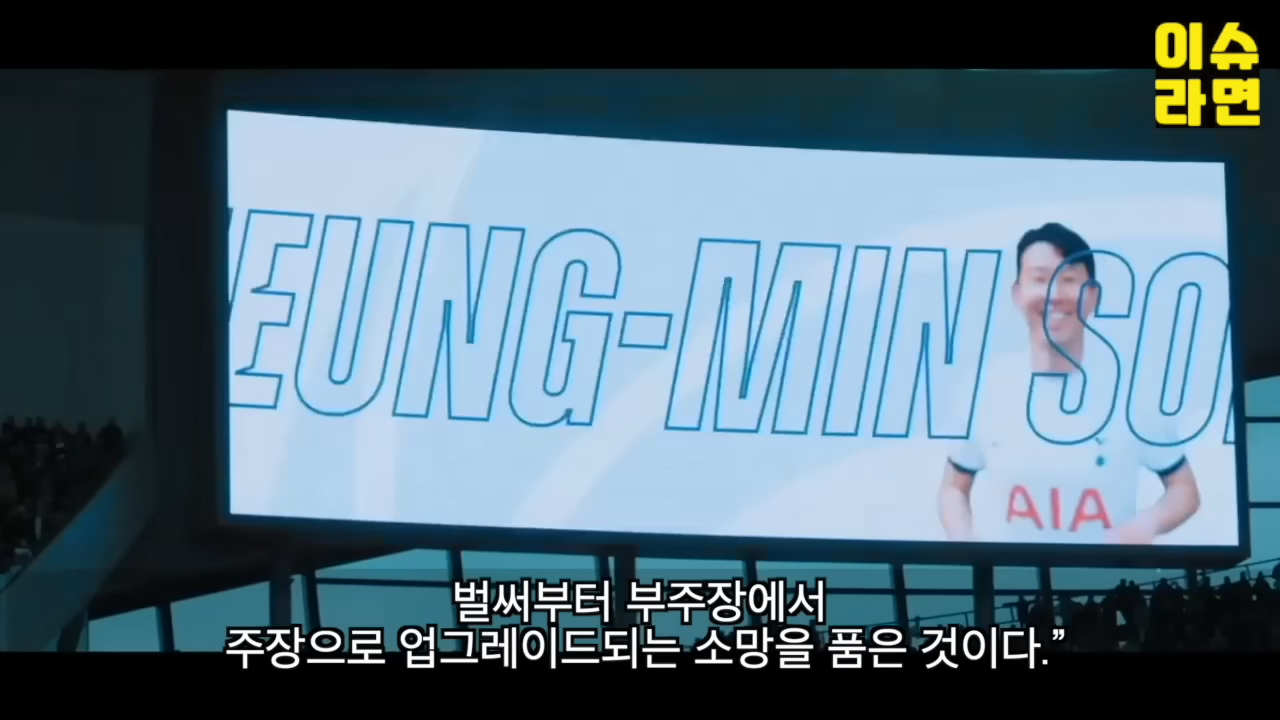 이슈
라면
EUNG-MIN SO
AIA
벌써부터 부주장에서
주장으로 업그레이드되는 소망을 품은 것이다.”